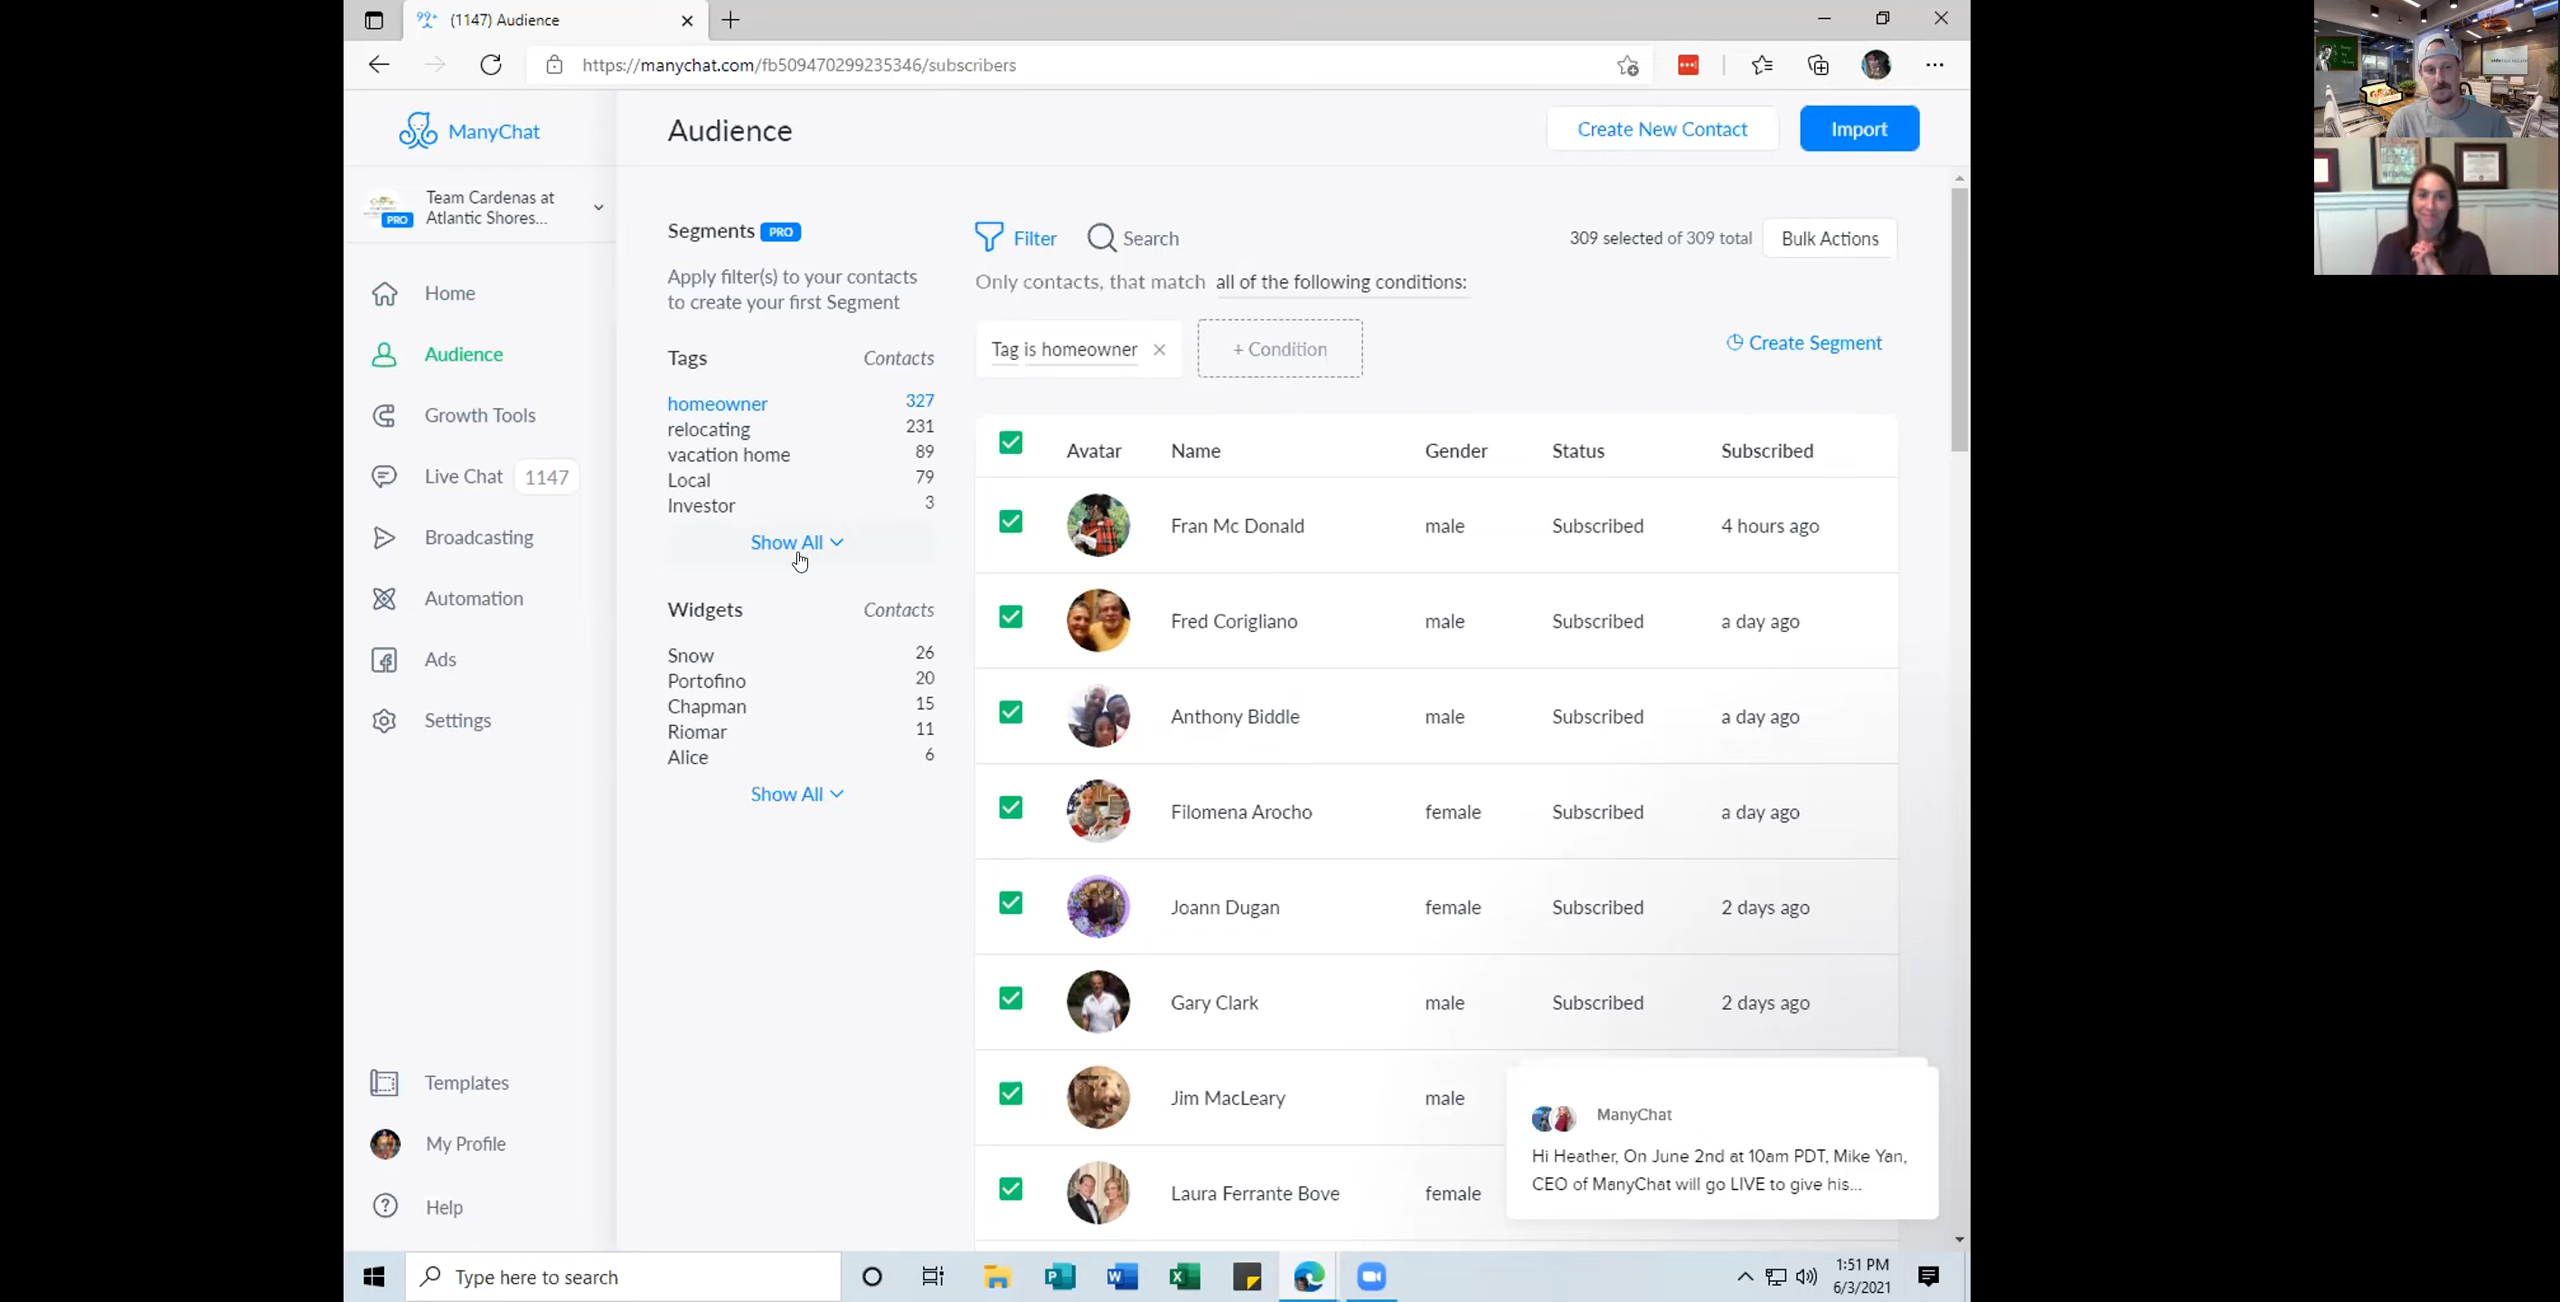 (1147) Audience
https://manychat.com/fb509470299235346/subscribers
ManyChat
Audience
Create New Contact
Import
Team Cardenas at
Atlantic Shores...
PRO
Home
Audience
Growth Tools
Live Chat 1147
Broadcasting
Automation
Ads
Settings
Templates
My Profile
Help
Segments PRO
Apply filter(s) to your contacts
to create your first Segment
Tags Contacts
homeowner 327
relocating 231
vacation home 89
Local 79
Investor 3
Show All
Widgets Contacts
Snow 26
Portofino 20
Chapman 15
Riomar 11
Alice 6
Show All
Filter Search
309 selected of 309 total Bulk Actions
Only contacts, that match all of the following conditions:
Tag is homeowner
+ Condition
Create Segment
Avatar Name Gender Status Subscribed
Fran Mc Donald male Subscribed 4 hours ago
Fred Corigliano male Subscribed a day ago
Anthony Biddle male Subscribed a day ago
Filomena Arocho female Subscribed a day ago
Joann Dugan female Subscribed 2 days ago
Gary Clark male Subscribed 2 days ago
Jim MacLeary male
Laura Ferrante Bove female
ManyChat
Hi Heather, On June 2nd at 10am PDT, Mike Yan,
CEO of ManyChat will go LIVE to give his...
Type here to search
1:51 PM
6/3/2021